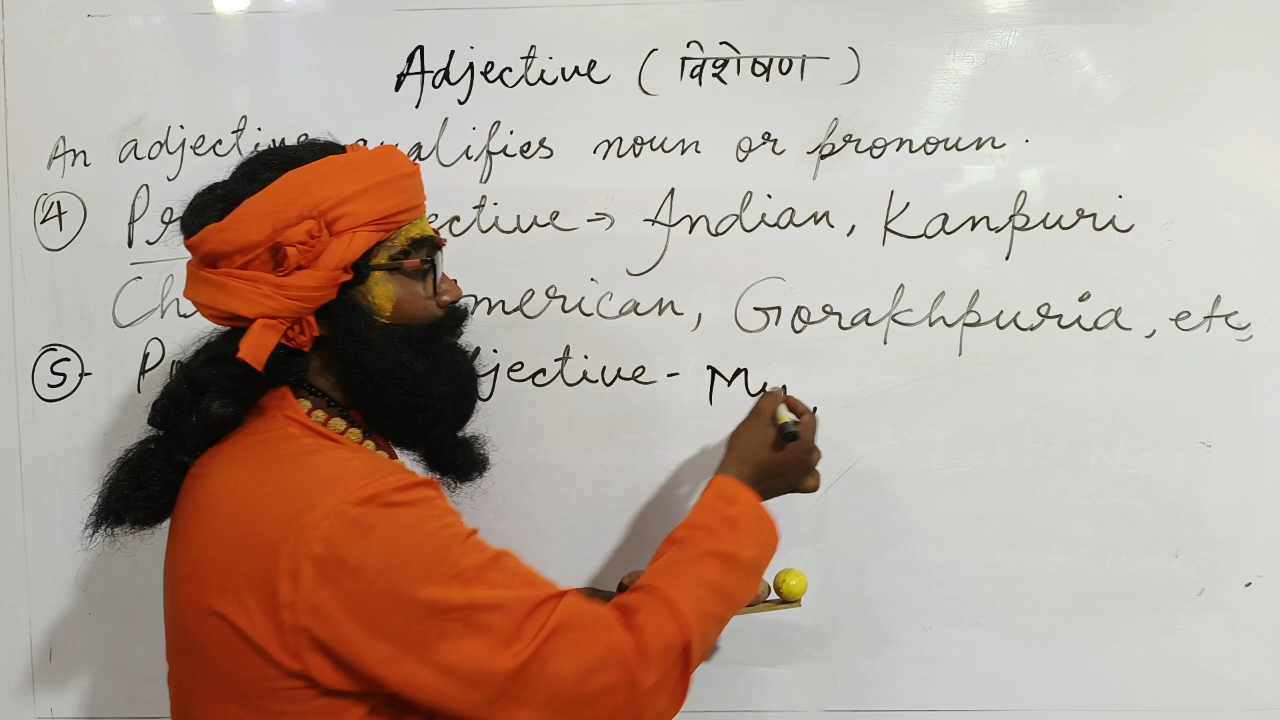 Adjective (विशेषण)
An adjective qualifies noun or pronoun.
④ Pr ective → Indian, Kanpuri
Ch merican, Gorakhpuria, etc,
⑤- P jective - My